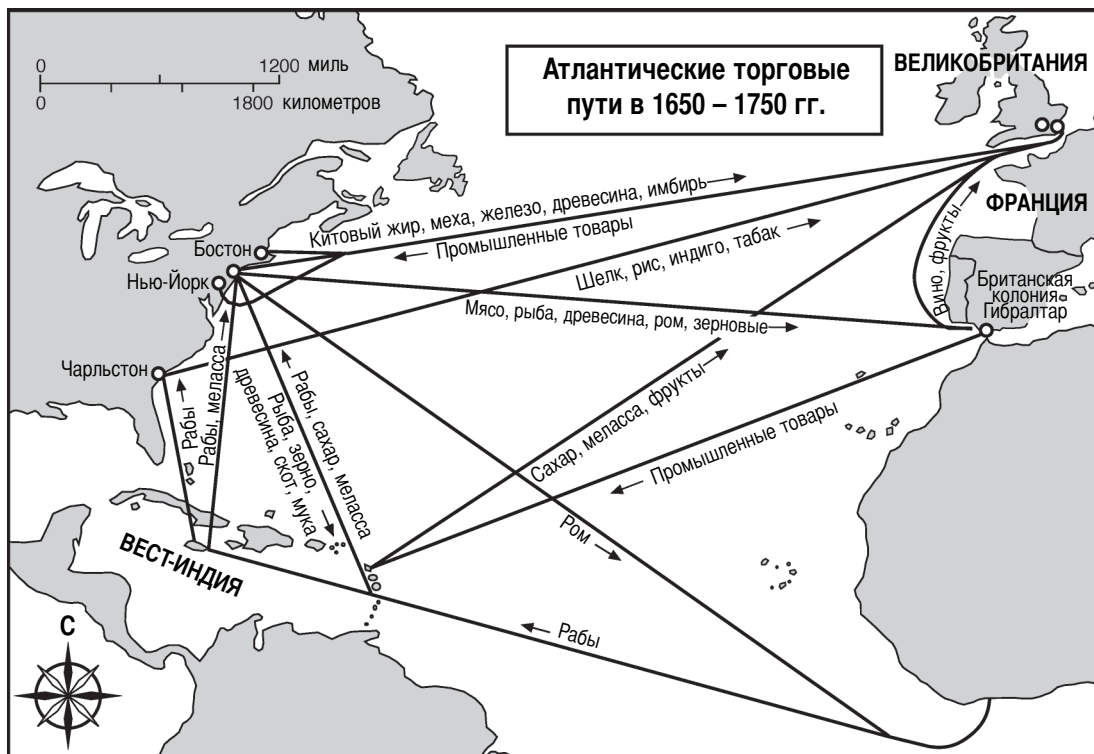 0 1200 миль
0 1800 километров
Атлантические торговые
пути в 1650 – 1750 гг.
ВЕЛИКОБРИТАНИЯ
ФРАНЦИЯ
Китовый жир, меха, железо, древесина, имбирь
Промышленные товары
Бостон
Нью-Йорк
Шелк, рис, индиго, табак
Вино, фрукты
Британская
колония
Гибралтар
Мясо, рыба, древесина, ром, зерновые
Чарльстон
Рабы
Рабы, меласса
Рыба, зерно,
древесина, скот, мука
Рабы, сахар, меласса
Сахар, меласса, фрукты
Промышленные товары
Ром
ВЕСТ-ИНДИЯ
Рабы
С